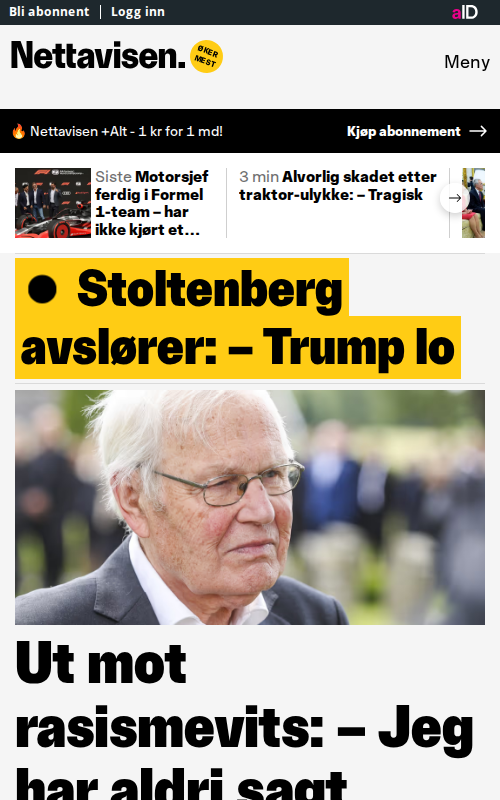 Bli abonnent
Logg inn
aID
Nettavisen.
ØKER
MEST
Meny
🔥 Nettavisen +Alt - 1 kr for 1 md!
Kjøp abonnement
Siste Motorsjef
ferdig i Formel
1-team – har
ikke kjørt et...
3 min Alvorlig skadet etter
traktor-ulykke: – Tragisk
Stoltenberg
avslører: – Trump lo
Ut mot
rasismevits: – Jeg
har aldri sagt